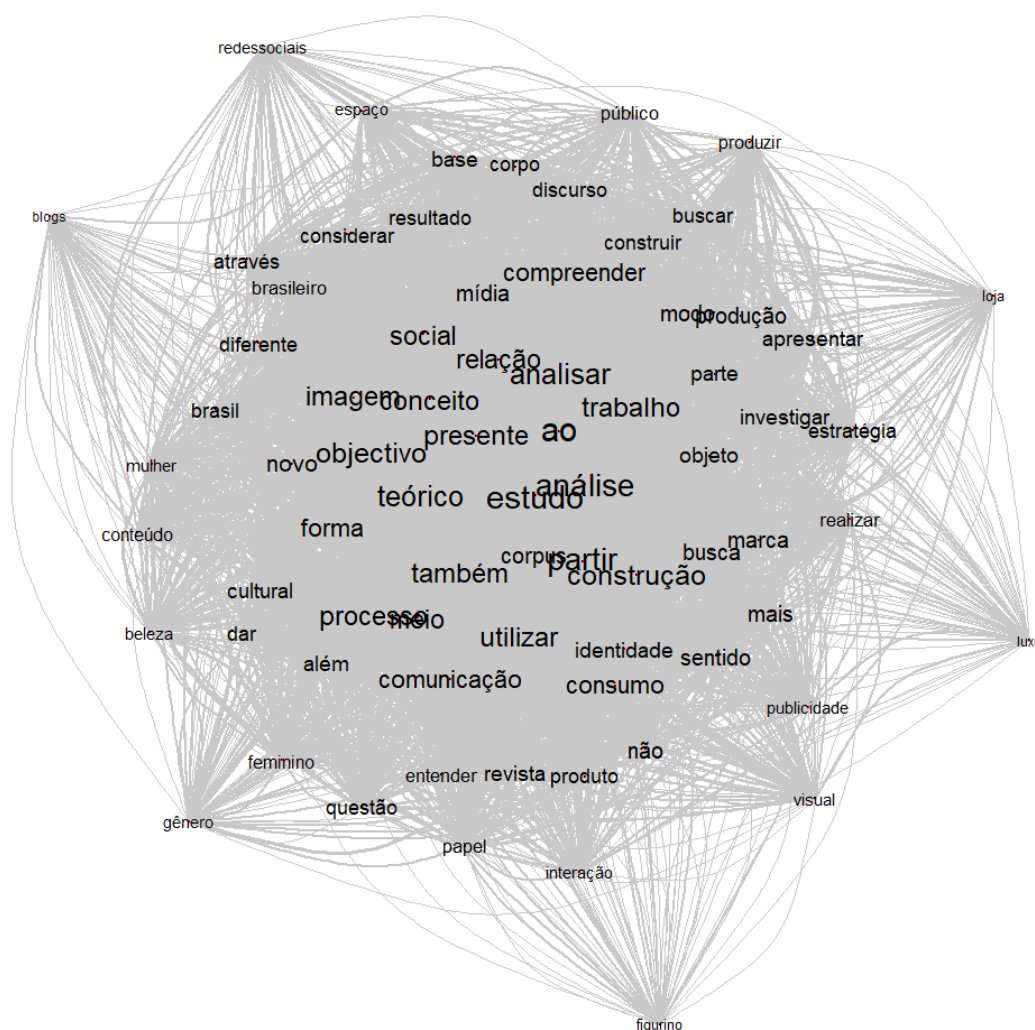 redessociais
espaço
público
produzir
base
corpo
discurso
blogs
resultado
buscar
considerar
construir
através
compreender
brasileiro
mídia
loja
modo
produção
social
apresentar
diferente
relação
analisar
parte
imagem
conceito
trabalho
brasil
investigar
estratégia
presente
ao
objectivo
objeto
mulher
novo
análise
teórico
estudo
realizar
forma
conteúdo
marca
busca
corpus
partir
também
construção
cultural
processo
meio
mais
beleza
dar
utilizar
luxo
identidade
sentido
além
comunicação
consumo
publicidade
não
feminino
entender
revista
produto
visual
questão
gênero
papel
interação
figurino